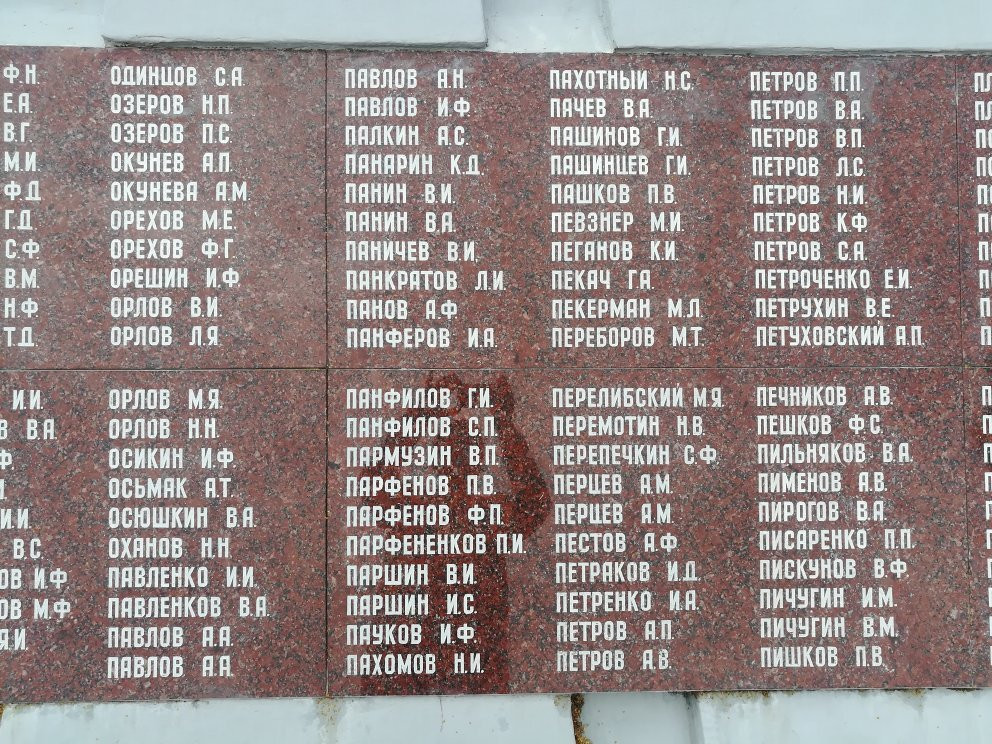 Ф.Н.
Е.А.
В.Г.
М.И.
Ф.Д
Г.Д
С.Ф
В.М.
Н.Ф
Т.Д
И.И.
В.А.
В.С.
И.Ф
М.Ф
ОДИНЦОВ С.А.
ОЗЕРОВ Н.П.
ОЗЕРОВ П.С.
ОКУНЕВ А.П.
ОКУНЕВА А.М.
ОРЕХОВ М.Е.
ОРЕХОВ Ф.Г.
ОРЕШИН И.Ф.
ОРЛОВ В.И.
ОРЛОВ Л.Я
ОРЛОВ М.Я.
ОРЛОВ Н.Н.
ОСИКИН И.Ф.
ОСЬМАК А.Т.
ОСЮШКИН В.А.
ОХАНОВ Н.Н.
ПАВЛЕНКО И.И.
ПАВЛЕНКОВ В.А.
ПАВЛОВ А.А.
ПАВЛОВ А.А.
ПАВЛОВ А.Н.
ПАВЛОВ И.Ф.
ПАЛКИН А.С.
ПАНАРИН К.Д.
ПАНИН В.И.
ПАНИН В.А.
ПАНИЧЕВ В.И.
ПАНКРАТОВ Л.И.
ПАНОВ А.Ф
ПАНФЕРОВ И.А.
ПАНФИЛОВ Г.И.
ПАНФИЛОВ С.П.
ПАРМУЗИН В.П.
ПАРФЕНОВ П.В.
ПАРФЕНОВ Ф.П.
ПАРФЕНЕНКОВ П.И.
ПАРШИН В.И.
ПАРШИН И.С.
ПАУКОВ И.Ф.
ПАХОМОВ Н.И.
ПАХОТНЫЙ Н.С.
ПАЧЕВ В.А.
ПАШИНОВ Г.И.
ПАШИНЦЕВ Г.И.
ПАШКОВ П.В.
ПЕВЗНЕР М.И.
ПЕГАНОВ К.И.
ПЕКАЧ Г.А.
ПЕКЕРМАН М.Л.
ПЕРЕБОРОВ М.Т.
ПЕРЕЛИБСКИЙ М.Я.
ПЕРЕМОТИН Н.В.
ПЕРЕПЕЧКИН С.Ф
ПЕРЦЕВ А.М.
ПЕРЦЕВ А.М.
ПЕСТОВ А.Ф
ПЕТРАКОВ И.Д.
ПЕТРЕНКО И.А.
ПЕТРОВ А.П.
ПЕТРОВ А.В.
ПЕТРОВ П.П.
ПЕТРОВ В.А.
ПЕТРОВ В.П.
ПЕТРОВ Л.С.
ПЕТРОВ Н.И.
ПЕТРОВ К.Ф
ПЕТРОВ С.А.
ПЕТРОЧЕНКО Е.И.
ПЕТРУХИН В.Е.
ПЕТУХОВСКИЙ А.П.
ПЕЧНИКОВ А.В.
ПЕШКОВ Ф.С.
ПИЛЬНЯКОВ В.А.
ПИМЕНОВ А.В.
ПИРОГОВ В.А.
ПИСАРЕНКО П.П.
ПИСКУНОВ В.Ф.
ПИЧУГИН И.М.
ПИЧУГИН В.М.
ПИШКОВ П.В.